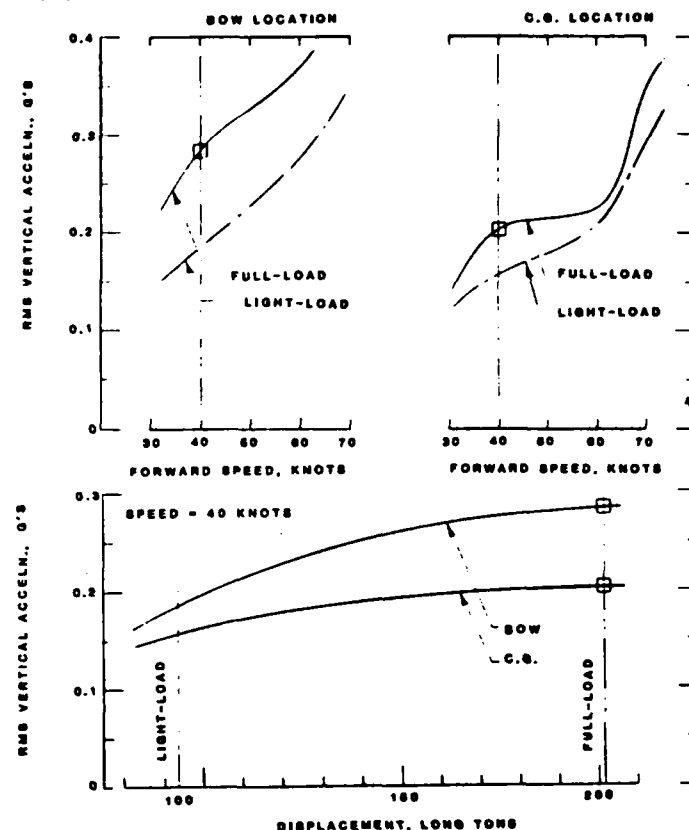 BOW LOCATION
C.G. LOCATION
RMS VERTICAL ACCELN., G'S
0.4
0.3
0.2
0.1
0
FULL-LOAD
LIGHT-LOAD
FULL-LOAD
LIGHT-LOAD
30 40 50 60 70
30 40 50 60 70
FORWARD SPEED, KNOTS
FORWARD SPEED, KNOTS
RMS VERTICAL ACCELN., G'S
0.3
0.2
0.1
0
SPEED = 40 KNOTS
BOW
C.G.
LIGHT-LOAD
FULL-LOAD
100 150 200
DISPLACEMENT, LONG TONS